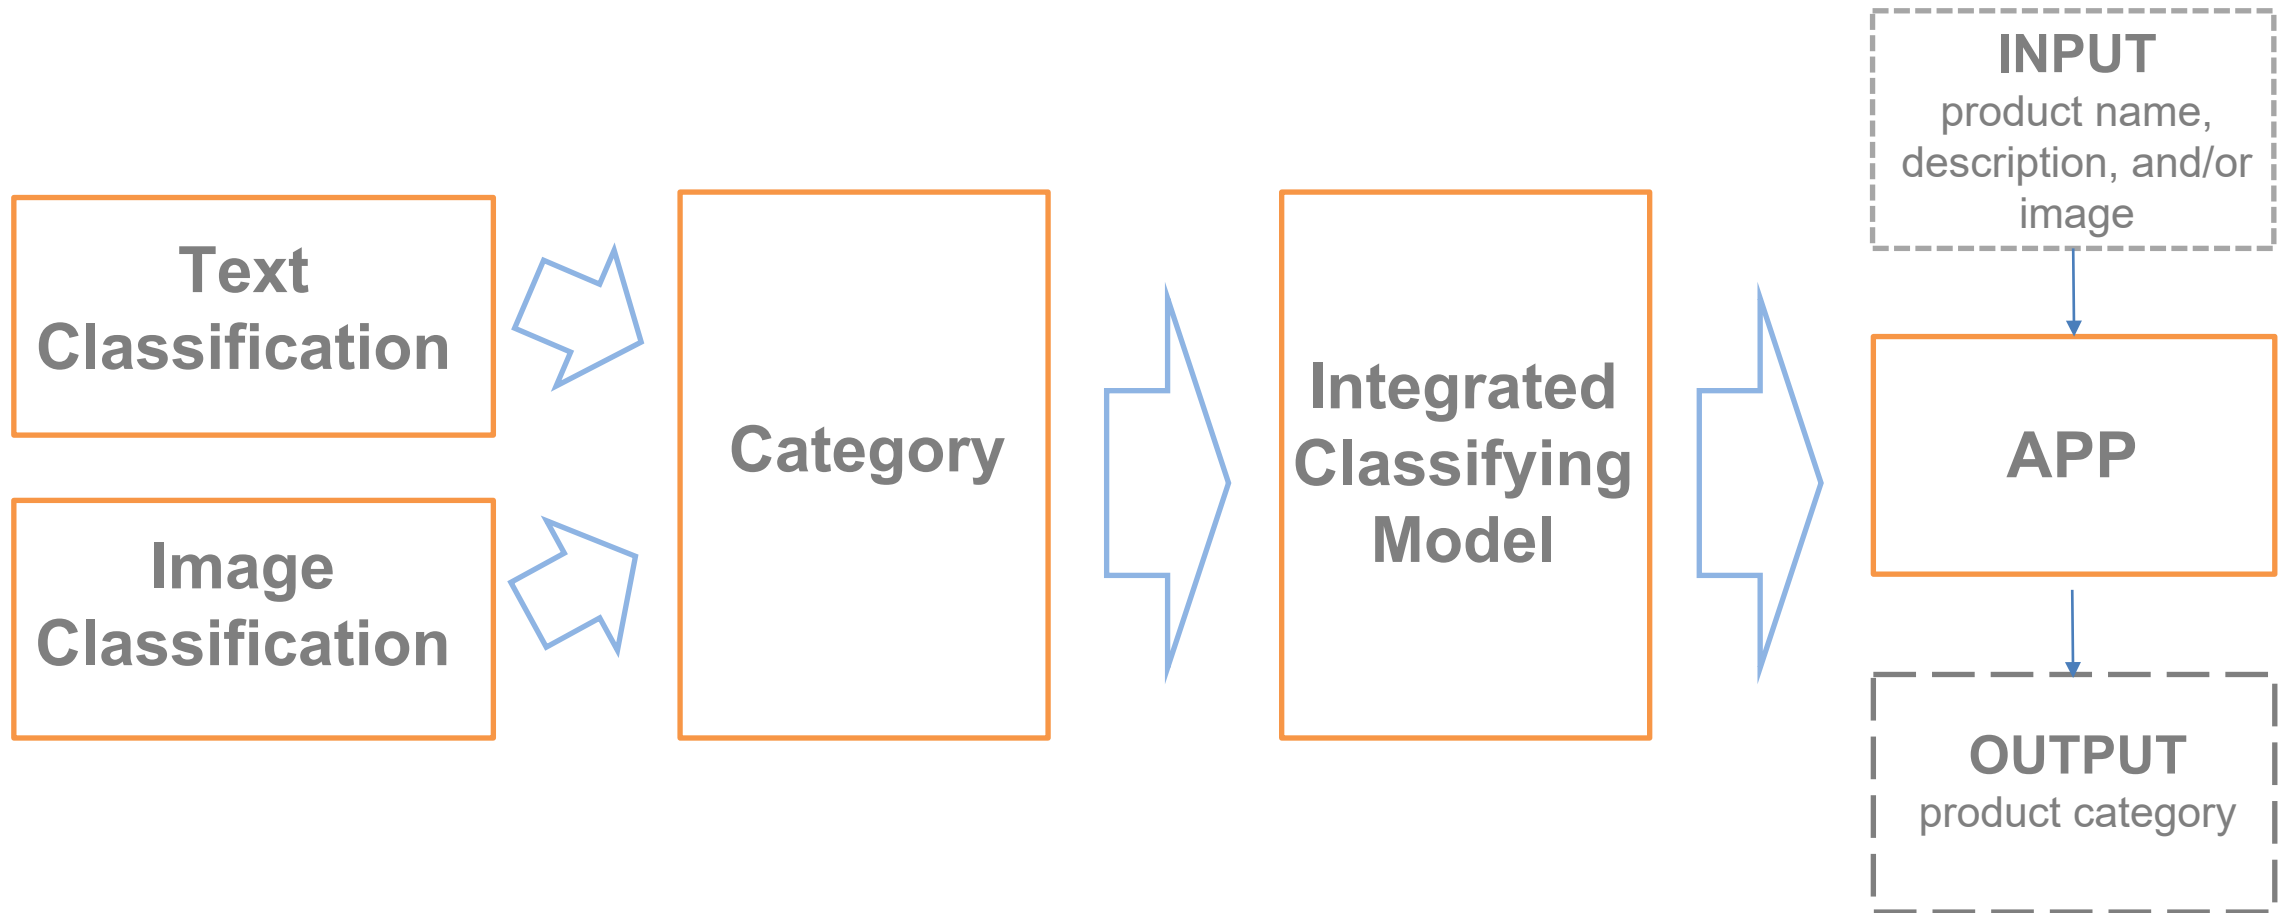 Text
Classification
Image
Classification
Category
Integrated
Classifying
Model
INPUT
product name,
description, and/or
image
APP
OUTPUT
product category